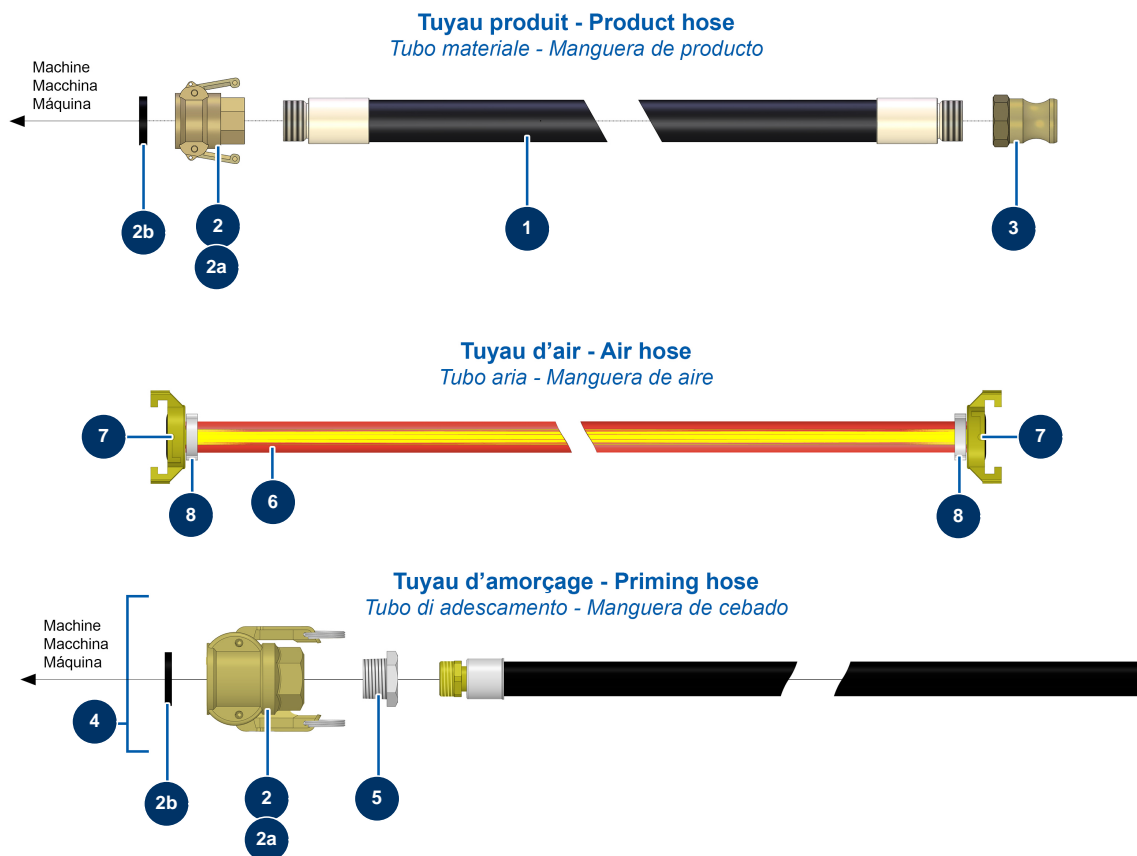 Tuyau produit - Product hose
Tubo materiale - Manguera de producto
Machine
Macchina
Máquina
2b
2
2a
1
3
Tuyau d’air - Air hose
Tubo aria - Manguera de aire
7
7
8
6
8
Tuyau d’amorçage - Priming hose
Tubo di adescamento - Manguera de cebado
Machine
Macchina
Máquina
4
2b
2
2a
5